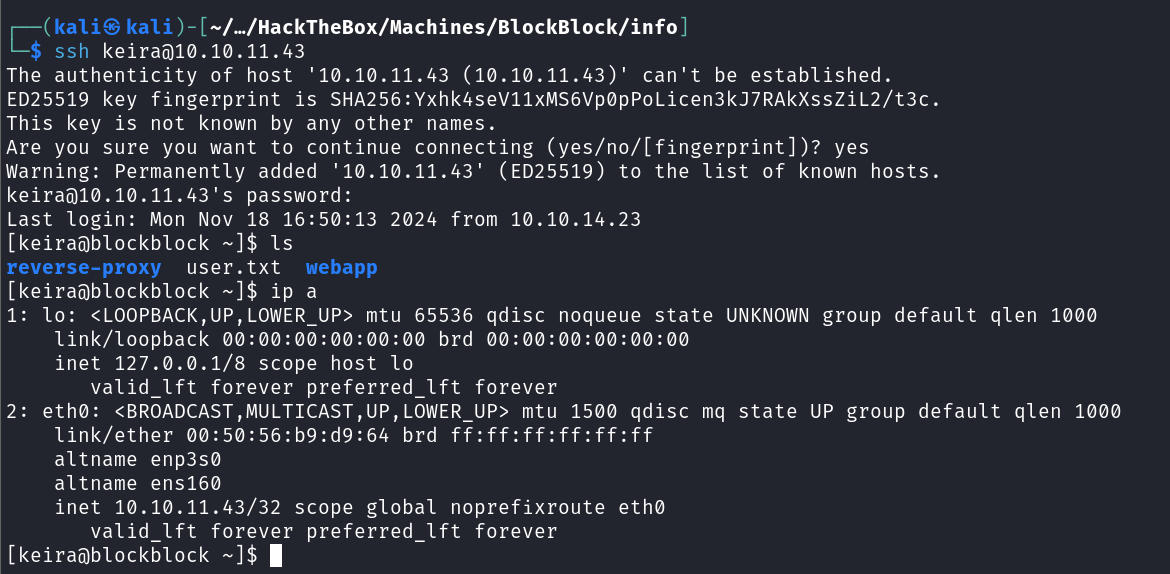 ┌──(kali㉿kali)-[~/…/HackTheBox/Machines/BlockBlock/info]
└─$ ssh keira@10.10.11.43
The authenticity of host '10.10.11.43 (10.10.11.43)' can't be established.
ED25519 key fingerprint is SHA256:Yxhk4seV11xMS6Vp0pPoLicen3kJ7RAkXssZiL2/t3c.
This key is not known by any other names.
Are you sure you want to continue connecting (yes/no/[fingerprint])? yes
Warning: Permanently added '10.10.11.43' (ED25519) to the list of known hosts.
keira@10.10.11.43's password:
Last login: Mon Nov 18 16:50:13 2024 from 10.10.14.23
[keira@blockblock ~]$ ls
reverse-proxy  user.txt  webapp
[keira@blockblock ~]$ ip a
1: lo: <LOOPBACK,UP,LOWER_UP> mtu 65536 qdisc noqueue state UNKNOWN group default qlen 1000
    link/loopback 00:00:00:00:00:00 brd 00:00:00:00:00:00
    inet 127.0.0.1/8 scope host lo
       valid_lft forever preferred_lft forever
2: eth0: <BROADCAST,MULTICAST,UP,LOWER_UP> mtu 1500 qdisc mq state UP group default qlen 1000
    link/ether 00:50:56:b9:d9:64 brd ff:ff:ff:ff:ff:ff
    altname enp3s0
    altname ens160
    inet 10.10.11.43/32 scope global noprefixroute eth0
       valid_lft forever preferred_lft forever
[keira@blockblock ~]$